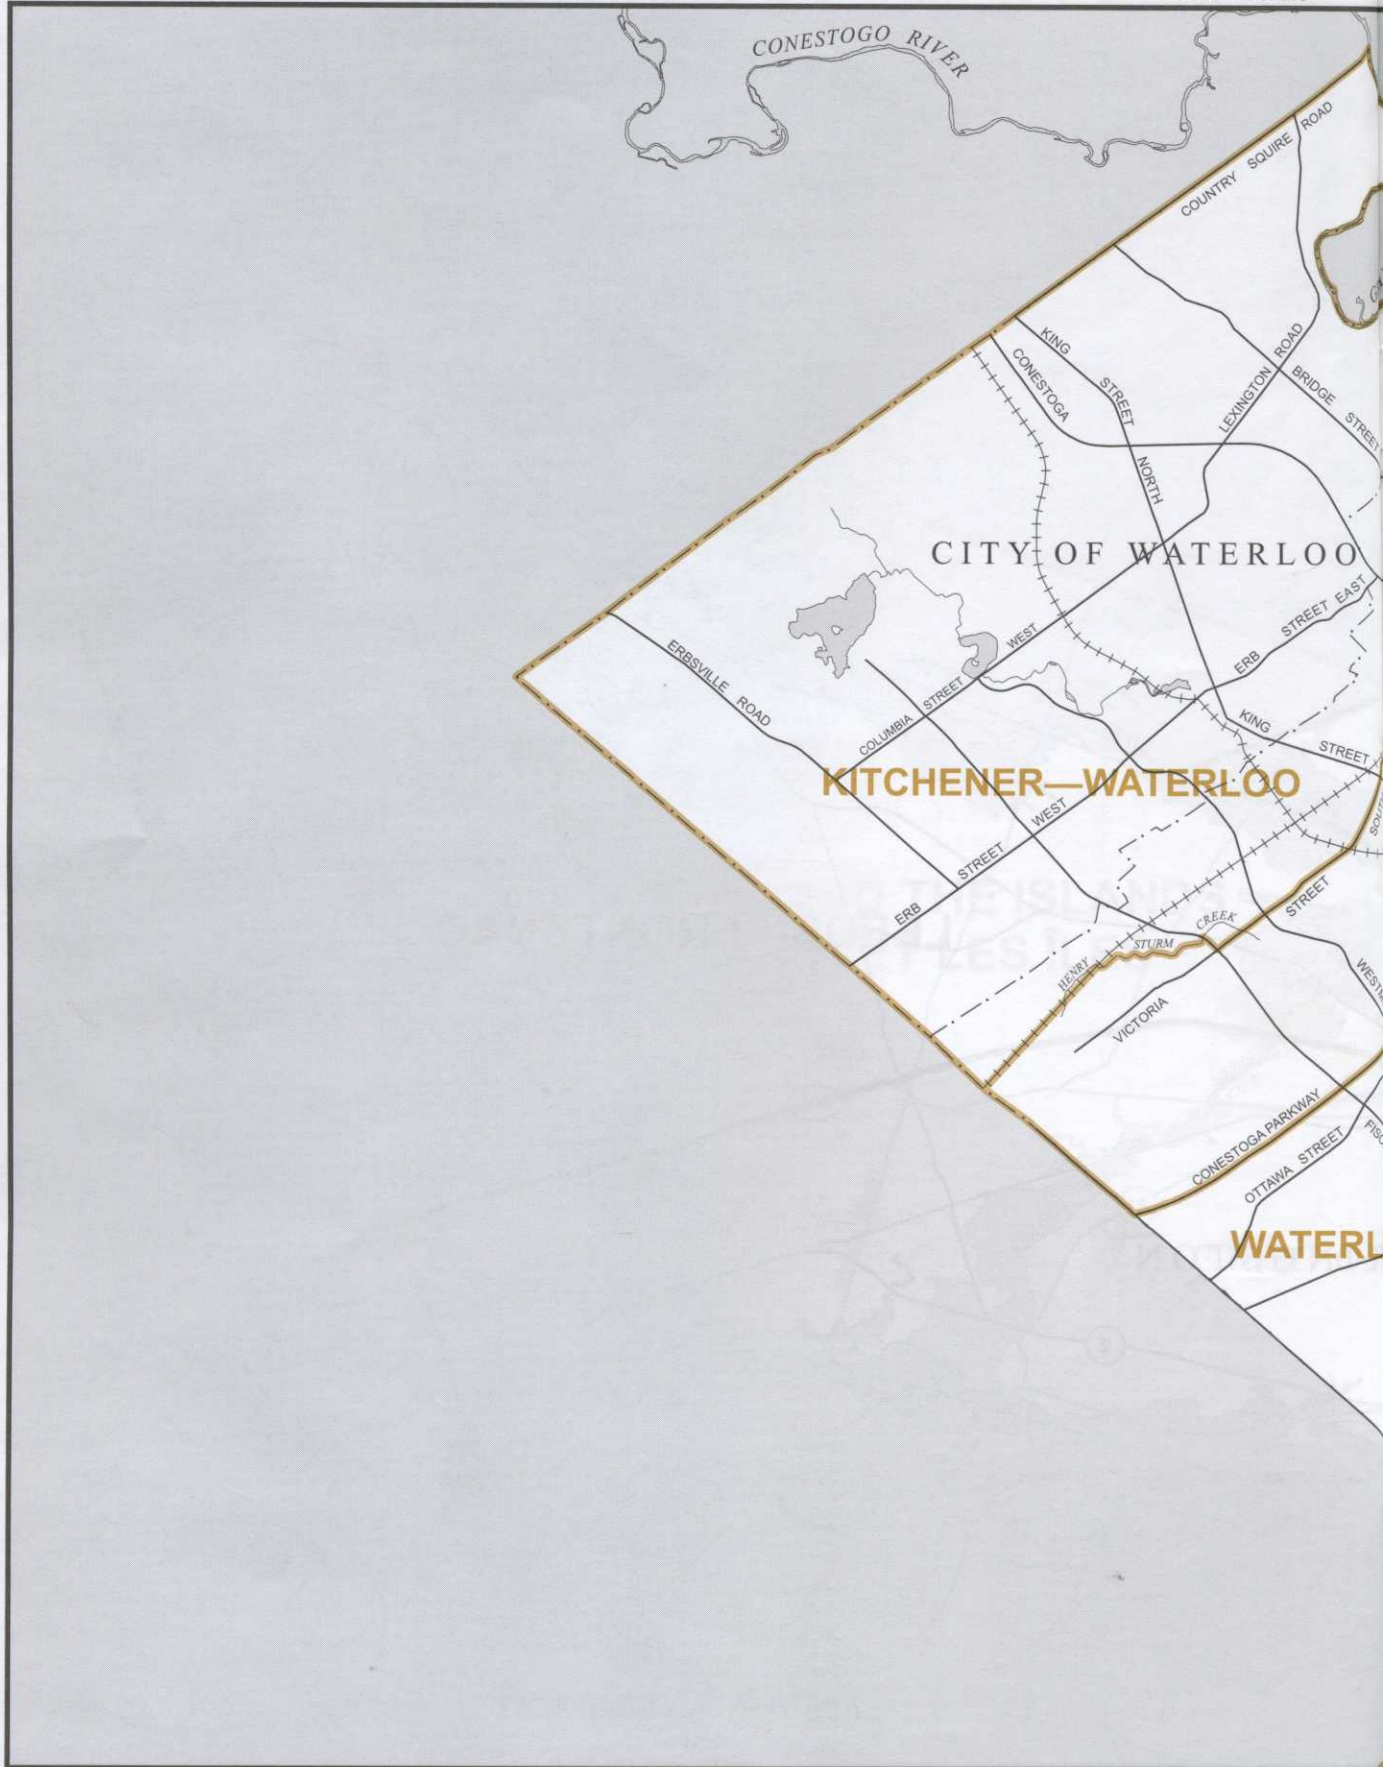 CONESTOGO RIVER
COUNTRY SQUIRE ROAD
KING STREET NORTH
CONESTOGA
LEXINGTON ROAD
BRIDGE STREET
CITY OF WATERLOO
ERB STREET EAST
ERBSVILLE ROAD
COLUMBIA STREET WEST
KING STREET
KITCHENER—WATERLOO
ERB STREET WEST
STREET
HENRY STURM CREEK
VICTORIA
CONESTOGA PARKWAY
OTTAWA STREET
WATERL